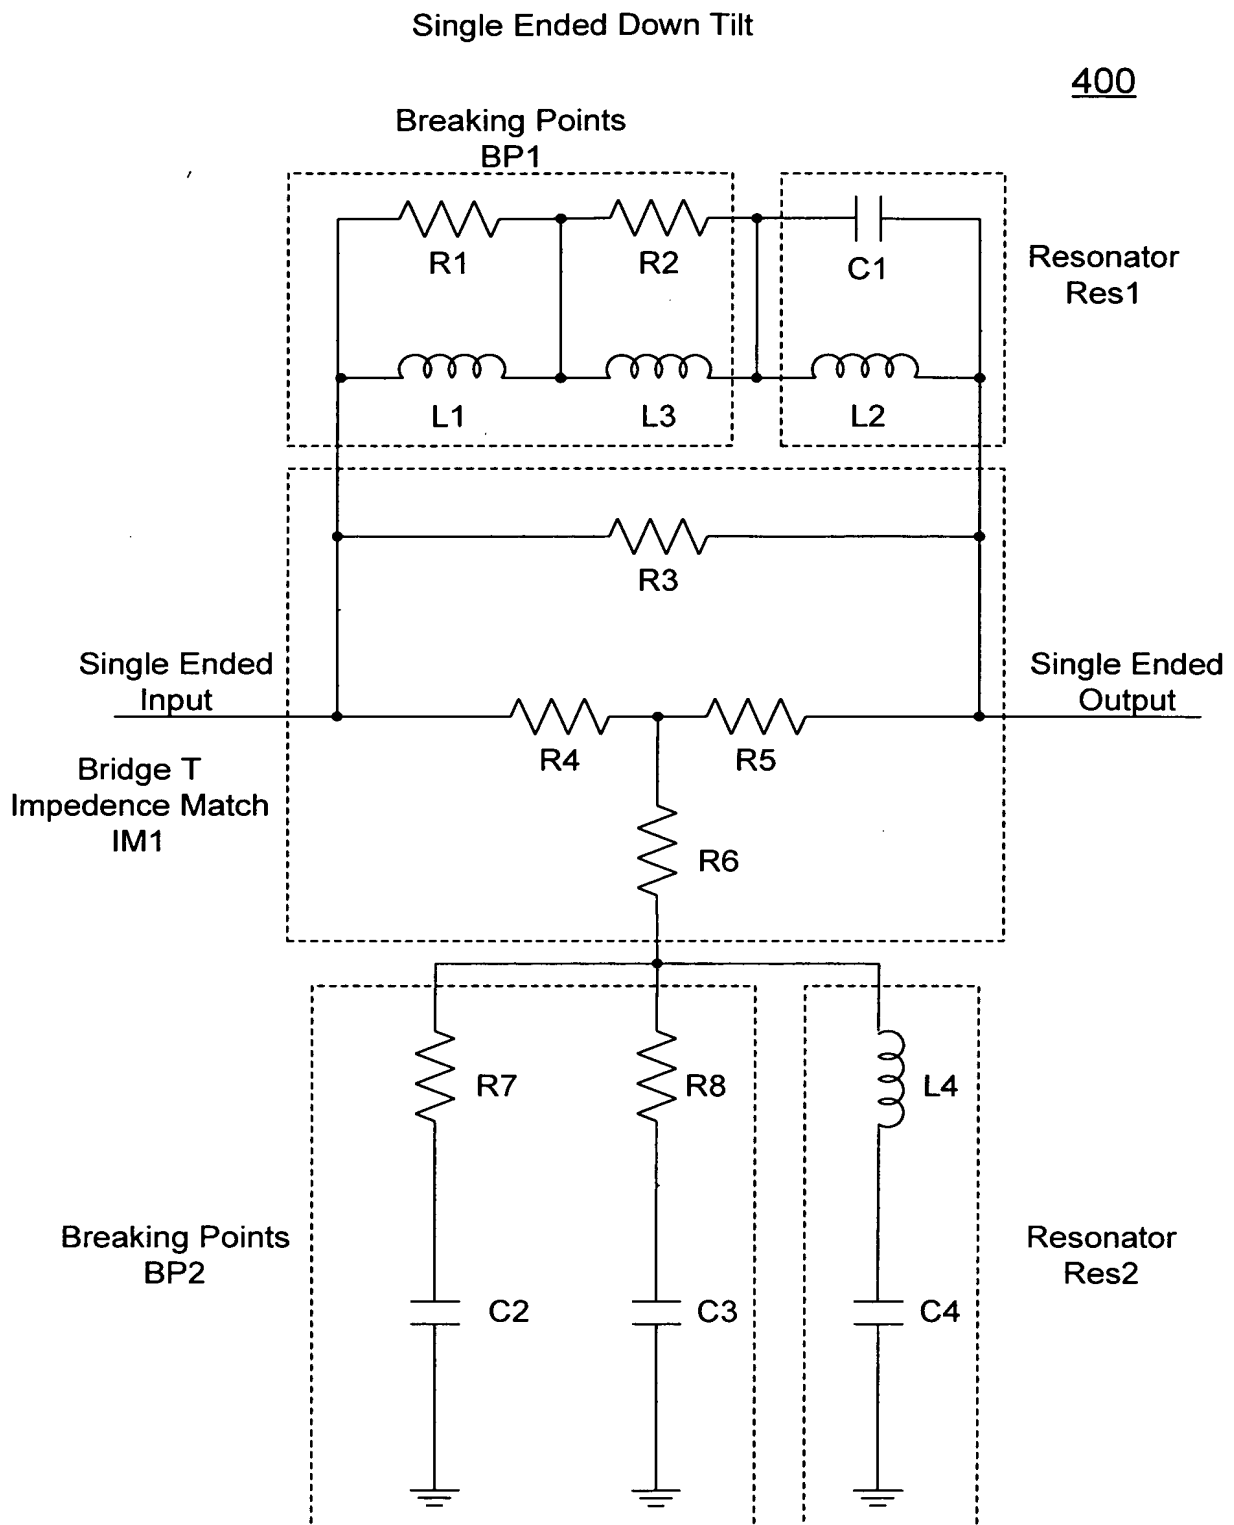 Single Ended Down Tilt
400
Breaking Points
BP1
R1
R2
C1
Resonator
Res1
L1
L3
L2
R3
Single Ended
Input
Single Ended
Output
R4
R5
Bridge T
Impedence Match
IM1
R6
R7
R8
L4
Breaking Points
BP2
Resonator
Res2
C2
C3
C4